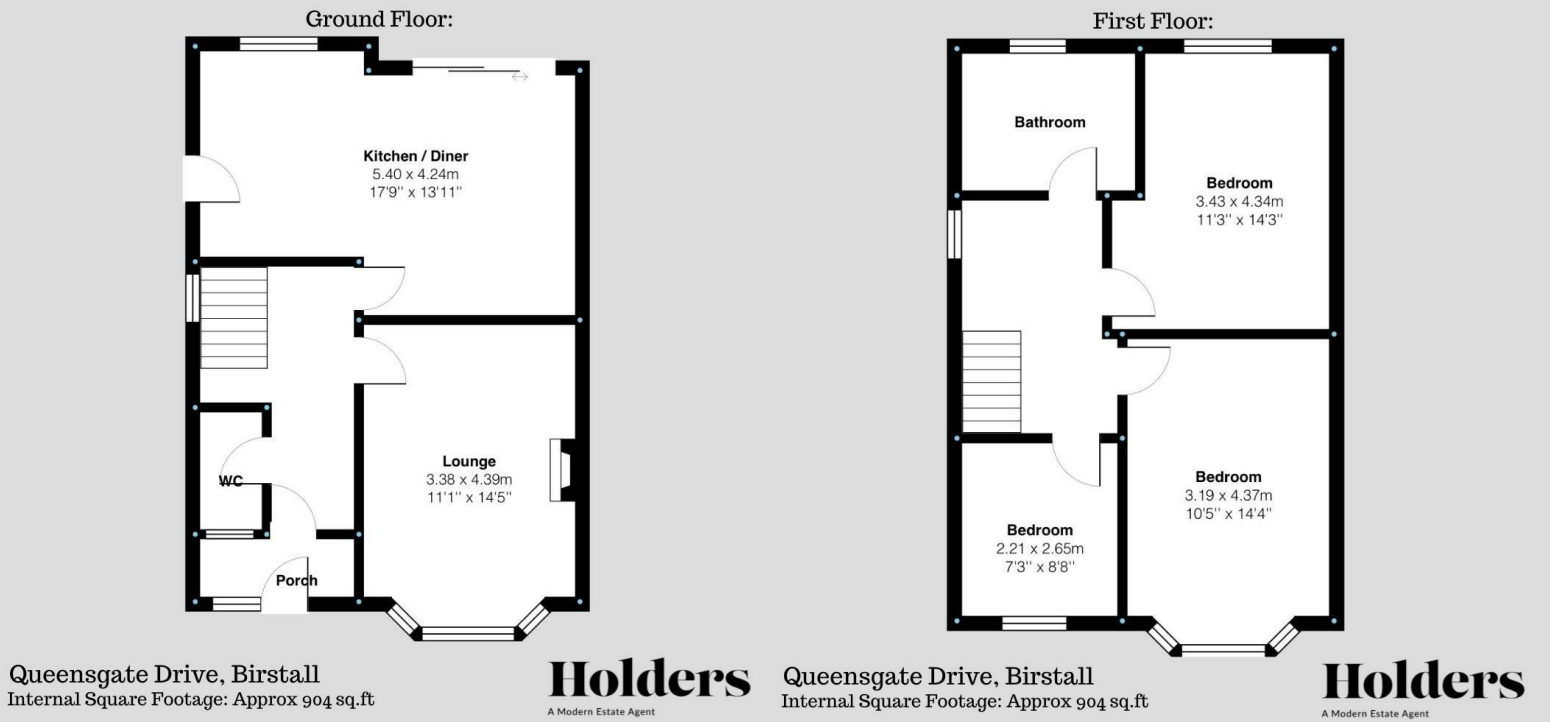 Ground Floor:
Kitchen / Diner
5.40 x 4.24m
17'9'' x 13'11''
Lounge
3.38 x 4.39m
11'1'' x 14'5''
WC
Porch
Queensgate Drive, Birstall
Internal Square Footage: Approx 904 sq.ft
Holders
A Modern Estate Agent
First Floor:
Bathroom
Bedroom
3.43 x 4.34m
11'3'' x 14'3''
Bedroom
3.19 x 4.37m
10'5'' x 14'4''
Bedroom
2.21 x 2.65m
7'3'' x 8'8''
Queensgate Drive, Birstall
Internal Square Footage: Approx 904 sq.ft
Holders
A Modern Estate Agent